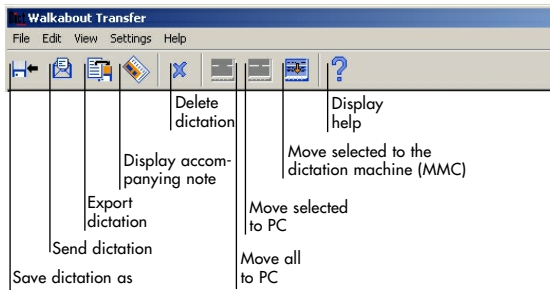 Walkabout Transfer
File Edit View Settings Help
Delete
dictation
Display
help
Display accom-
panying note
Move selected to the
dictation machine (MMC)
Export
dictation
Move selected
to PC
Send dictation
Move all
to PC
Save dictation as